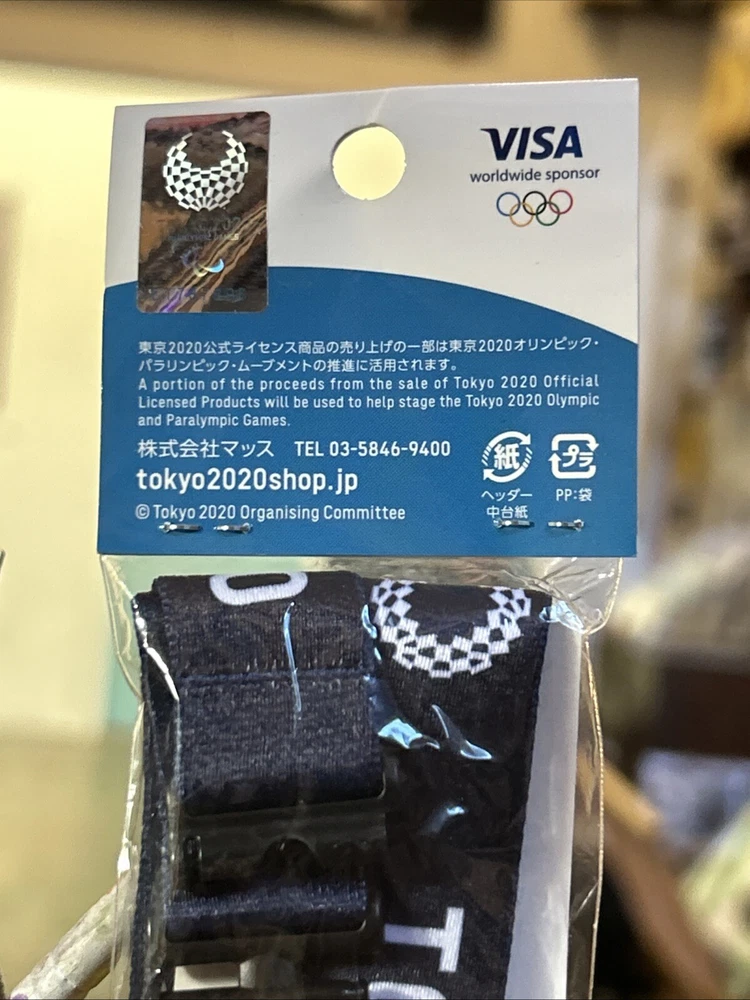 VISA
worldwide sponsor
東京2020公式ライセンス商品の売り上げの一部は東京2020オリンピック・
パラリンピック・ムーブメントの推進に活用されます。
A portion of the proceeds from the sale of Tokyo 2020 Official
Licensed Products will be used to help stage the Tokyo 2020 Olympic
and Paralympic Games.
株式会社マッス TEL 03-5846-9400
tokyo2020shop.jp
© Tokyo 2020 Organising Committee
紙
ヘッダー
中台紙
プラ
PP:袋
O
TO